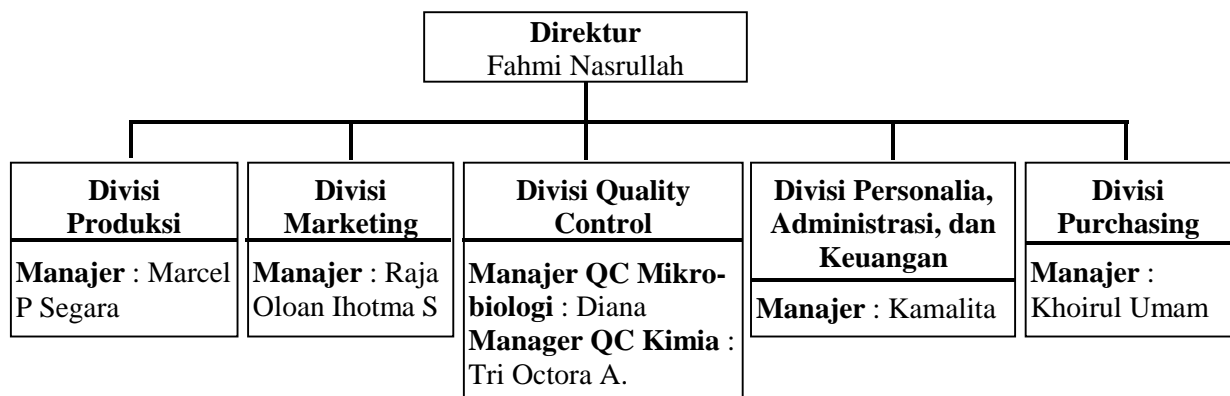 Direktur
Fahmi Nasrullah
Divisi
Produksi
Manajer : Marcel
P Segara
Divisi
Marketing
Manajer : Raja
Oloan Ihotma S
Divisi Quality
Control
Manajer QC Mikro-
biologi : Diana
Manager QC Kimia :
Tri Octora A.
Divisi Personalia,
Administrasi, dan
Keuangan
Manajer : Kamalita
Divisi
Purchasing
Manajer :
Khoirul Umam